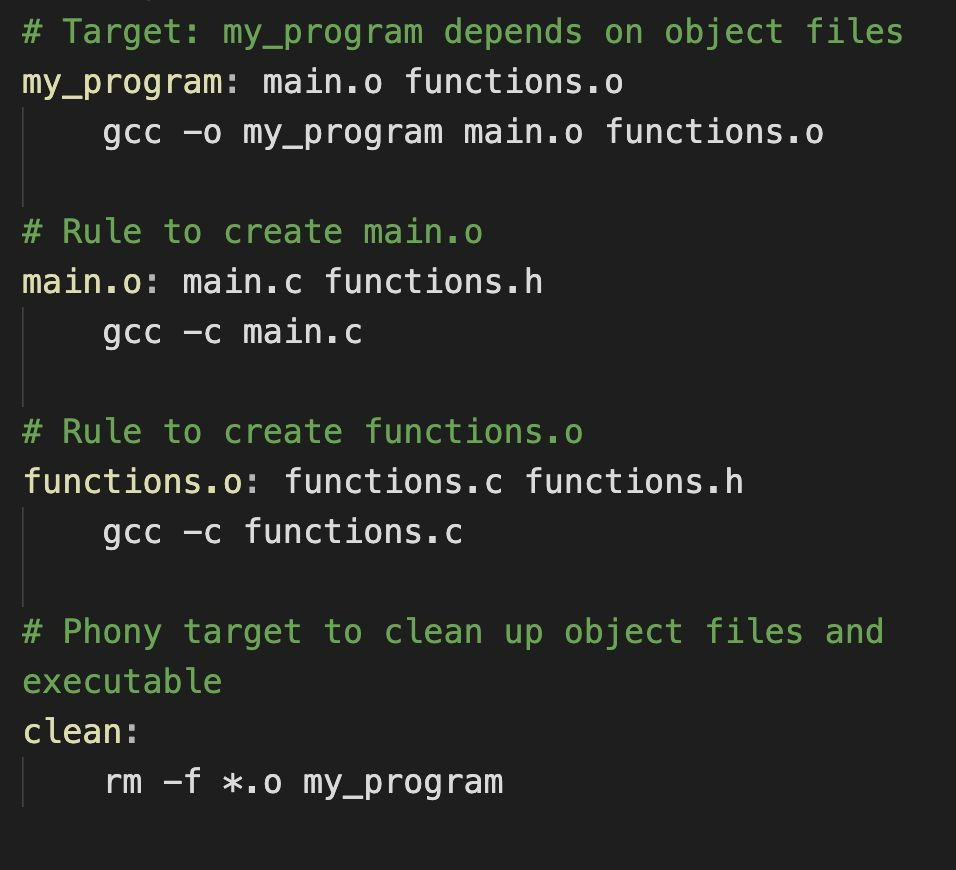 # Target: my_program depends on object files
my_program: main.o functions.o
    gcc -o my_program main.o functions.o

# Rule to create main.o
main.o: main.c functions.h
    gcc -c main.c

# Rule to create functions.o
functions.o: functions.c functions.h
    gcc -c functions.c

# Phony target to clean up object files and
executable
clean:
    rm -f *.o my_program